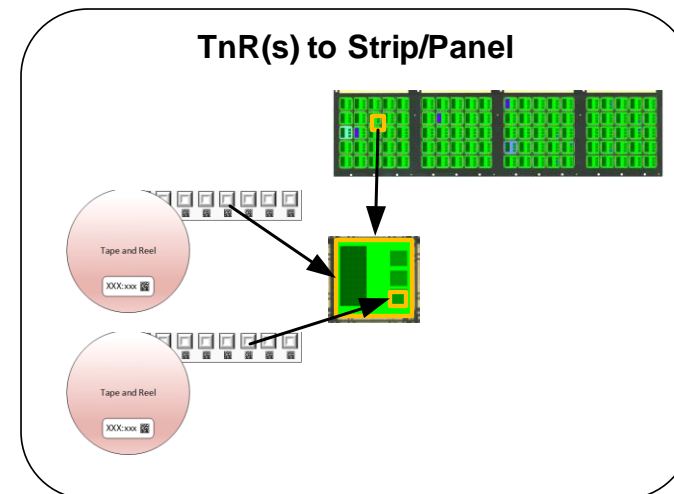 TnR(s) to Strip/Panel
Tape and Reel
XXX:xxx
Tape and Reel
XXX:xxx